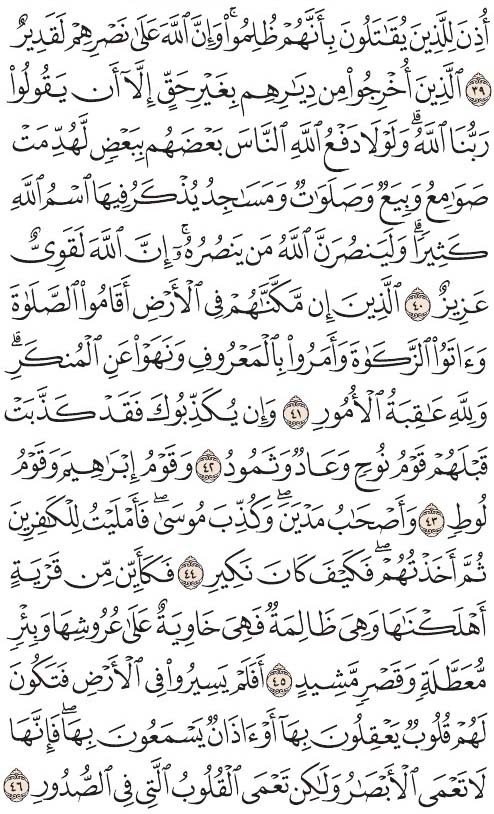 أُذِنَ لِلَّذِينَ يُقَٰتَلُونَ بِأَنَّهُمْ ظُلِمُوا۟ ۚ وَإِنَّ ٱللَّهَ عَلَىٰ نَصْرِهِمْ لَقَدِيرٌ
٣٩ ٱلَّذِينَ أُخْرِجُوا۟ مِن دِيَٰرِهِم بِغَيْرِ حَقٍّ إِلَّآ أَن يَقُولُوا۟
رَبُّنَا ٱللَّهُ ۗ وَلَوْلَا دَفْعُ ٱللَّهِ ٱلنَّاسَ بَعْضَهُم بِبَعْضٍ لَّهُدِّمَتْ
صَوَٰمِعُ وَبِيَعٌ وَصَلَوَٰتٌ وَمَسَٰجِدُ يُذْكَرُ فِيهَا ٱسْمُ ٱللَّهِ
كَثِيرًا ۗ وَلَيَنصُرَنَّ ٱللَّهُ مَن يَنصُرُهُۥٓ ۗ إِنَّ ٱللَّهَ لَقَوِىٌّ
عَزِيزٌ ٤٠ ٱلَّذِينَ إِن مَّكَّنَّٰهُمْ فِى ٱلْأَرْضِ أَقَامُوا۟ ٱلصَّلَوٰةَ
وَءَاتَوُا۟ ٱلزَّكَوٰةَ وَأَمَرُوا۟ بِٱلْمَعْرُوفِ وَنَهَوْا۟ عَنِ ٱلْمُنكَرِ ۗ
وَلِلَّهِ عَٰقِبَةُ ٱلْأُمُورِ ٤١ وَإِن يُكَذِّبُوكَ فَقَدْ كَذَّبَتْ
قَبْلَهُمْ قَوْمُ نُوحٍ وَعَادٌ وَثَمُودُ ٤٢ وَقَوْمُ إِبْرَٰهِيمَ وَقَوْمُ
لُوطٍ ٤٣ وَأَصْحَٰبُ مَدْيَنَ ۖ وَكُذِّبَ مُوسَىٰ ۖ فَأَمْلَيْتُ لِلْكَٰفِرِينَ
ثُمَّ أَخَذْتُهُمْ ۖ فَكَيْفَ كَانَ نَكِيرِ ٤٤ فَكَأَيِّن مِّن قَرْيَةٍ
أَهْلَكْنَٰهَا وَهِىَ ظَالِمَةٌ فَهِىَ خَاوِيَةٌ عَلَىٰ عُرُوشِهَا وَبِئْرٍ
مُّعَطَّلَةٍ وَقَصْرٍ مَّشِيدٍ ٤٥ أَفَلَمْ يَسِيرُوا۟ فِى ٱلْأَرْضِ فَتَكُونَ
لَهُمْ قُلُوبٌ يَعْقِلُونَ بِهَآ أَوْ ءَاذَانٌ يَسْمَعُونَ بِهَا ۖ فَإِنَّهَا
لَا تَعْمَى ٱلْأَبْصَٰرُ وَلَٰكِن تَعْمَى ٱلْقُلُوبُ ٱلَّتِى فِى ٱلصُّدُورِ ٤٦